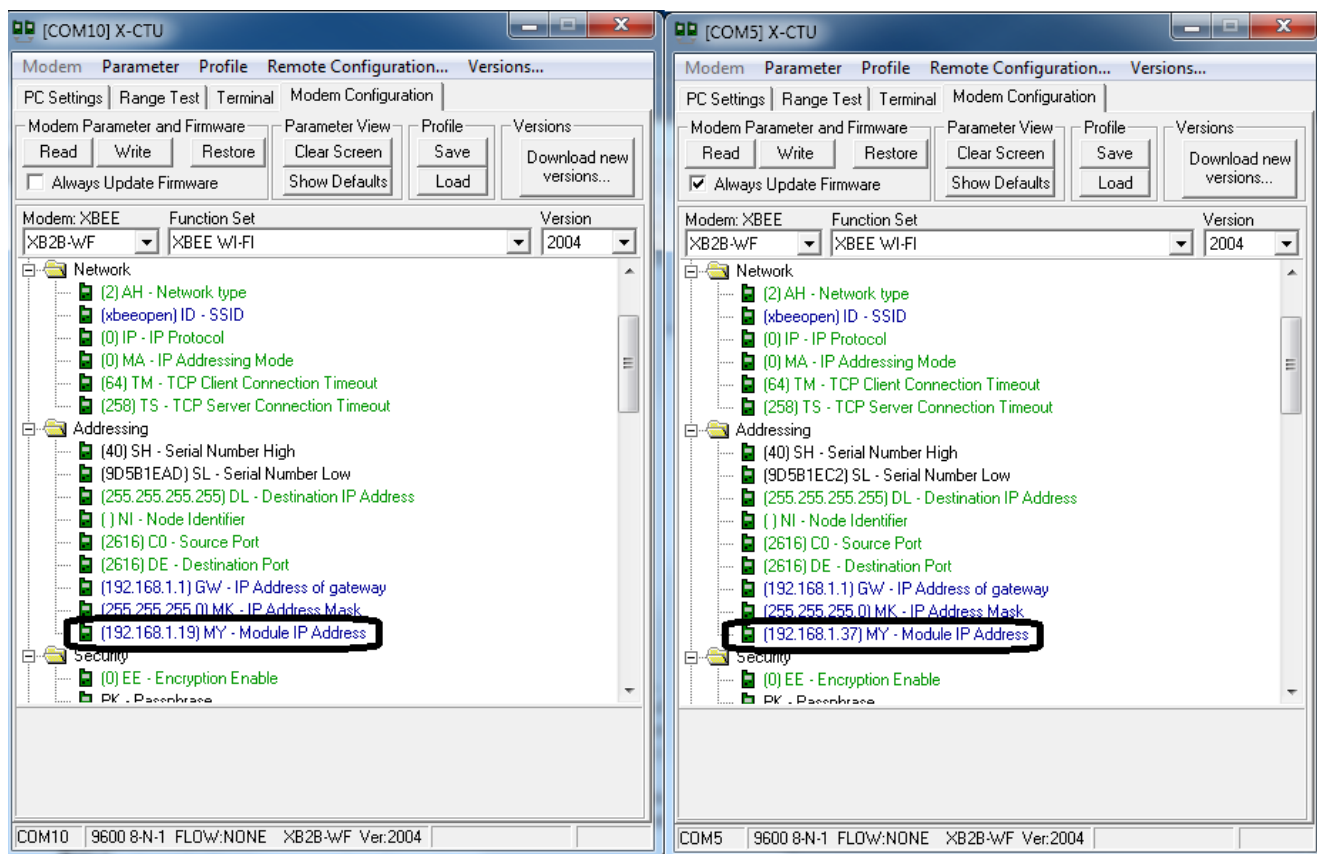 [COM10] X-CTU
Modem Parameter Profile Remote Configuration... Versions...
PC Settings Range Test Terminal Modem Configuration
Modem Parameter and Firmware Parameter View Profile Versions
Read Write Restore Clear Screen Save Download new versions...
Always Update Firmware Show Defaults Load
Modem: XBEE Function Set Version
XB2B-WF XBEE WI-FI 2004
Network
(2) AH - Network type
(xbeeopen) ID - SSID
(0) IP - IP Protocol
(0) MA - IP Addressing Mode
(64) TM - TCP Client Connection Timeout
(258) TS - TCP Server Connection Timeout
Addressing
(40) SH - Serial Number High
(9D5B1EAD) SL - Serial Number Low
(255.255.255.255) DL - Destination IP Address
( ) NI - Node Identifier
(2616) C0 - Source Port
(2616) DE - Destination Port
(192.168.1.1) GW - IP Address of gateway
(255.255.255.0) MK - IP Address Mask
(192.168.1.19) MY - Module IP Address
Security
(0) EE - Encryption Enable
PK - Passphrase
COM10 9600 8-N-1 FLOW:NONE XB2B-WF Ver:2004
[COM5] X-CTU
Modem Parameter Profile Remote Configuration... Versions...
PC Settings Range Test Terminal Modem Configuration
Modem Parameter and Firmware Parameter View Profile Versions
Read Write Restore Clear Screen Save Download new versions...
Always Update Firmware Show Defaults Load
Modem: XBEE Function Set Version
XB2B-WF XBEE WI-FI 2004
Network
(2) AH - Network type
(xbeeopen) ID - SSID
(0) IP - IP Protocol
(0) MA - IP Addressing Mode
(64) TM - TCP Client Connection Timeout
(258) TS - TCP Server Connection Timeout
Addressing
(40) SH - Serial Number High
(9D5B1EC2) SL - Serial Number Low
(255.255.255.255) DL - Destination IP Address
( ) NI - Node Identifier
(2616) C0 - Source Port
(2616) DE - Destination Port
(192.168.1.1) GW - IP Address of gateway
(255.255.255.0) MK - IP Address Mask
(192.168.1.37) MY - Module IP Address
Security
(0) EE - Encryption Enable
PK - Passphrase
COM5 9600 8-N-1 FLOW:NONE XB2B-WF Ver:2004